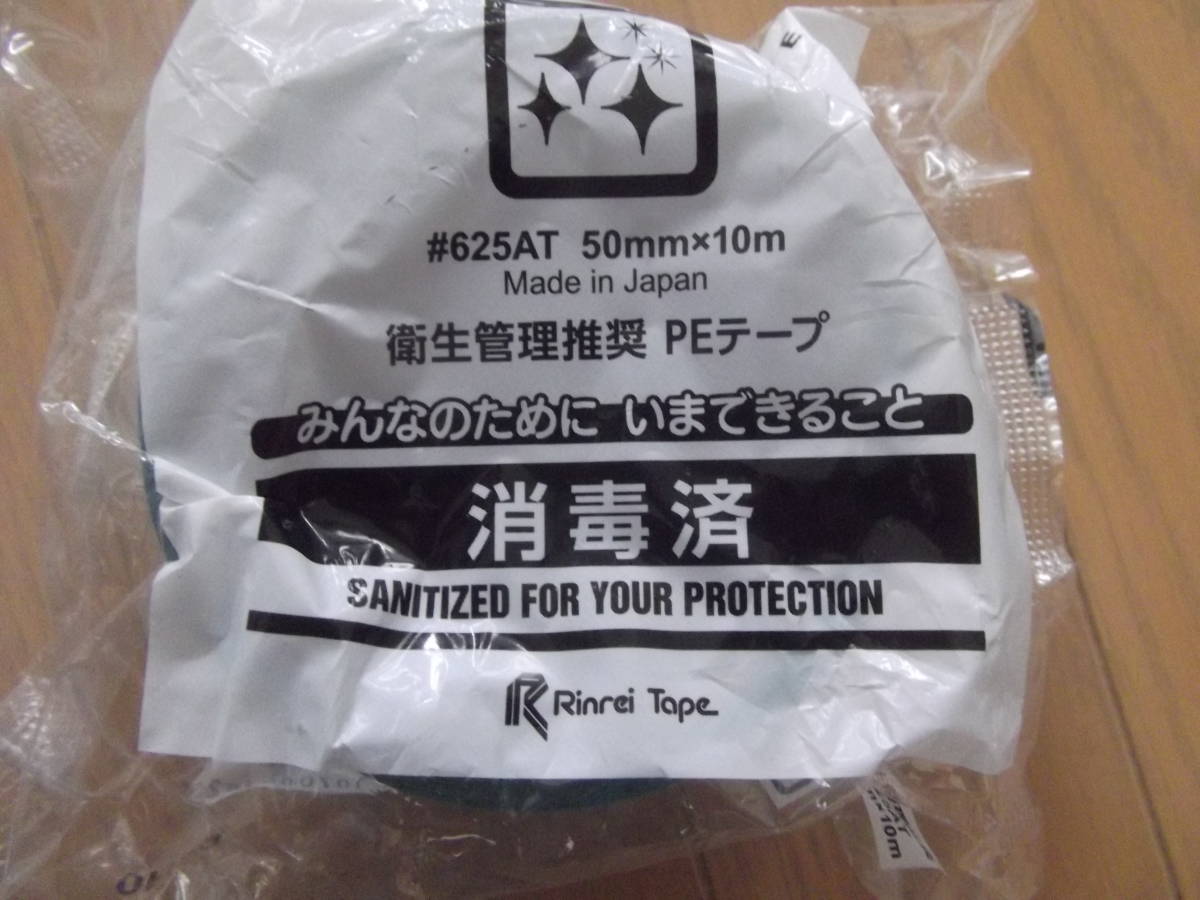 #625AT 50mm×10m
Made in Japan
衛生管理推奨 PEテープ
みんなのために いまできること
消毒済
SANITIZED FOR YOUR PROTECTION
Rinrei Tape
10m